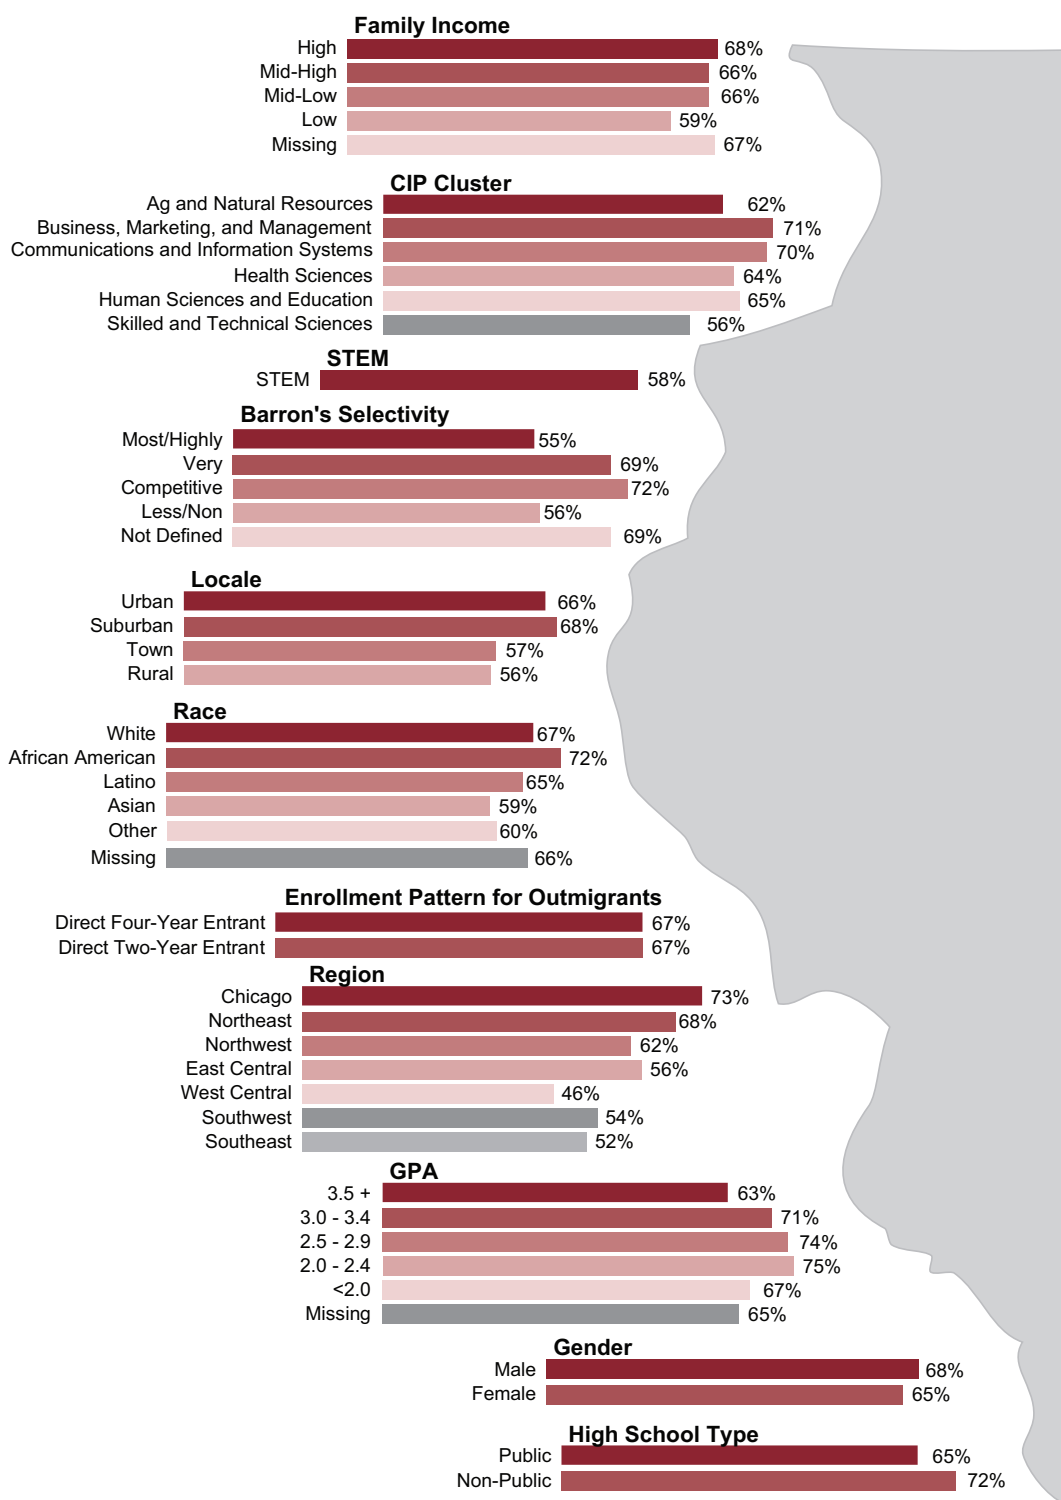 Family Income
High 68%
Mid-High 66%
Mid-Low 66%
Low 59%
Missing 67%
CIP Cluster
Ag and Natural Resources 62%
Business, Marketing, and Management 71%
Communications and Information Systems 70%
Health Sciences 64%
Human Sciences and Education 65%
Skilled and Technical Sciences 56%
STEM
STEM 58%
Barron's Selectivity
Most/Highly 55%
Very 69%
Competitive 72%
Less/Non 56%
Not Defined 69%
Locale
Urban 66%
Suburban 68%
Town 57%
Rural 56%
Race
White 67%
African American 72%
Latino 65%
Asian 59%
Other 60%
Missing 66%
Enrollment Pattern for Outmigrants
Direct Four-Year Entrant 67%
Direct Two-Year Entrant 67%
Region
Chicago 73%
Northeast 68%
Northwest 62%
East Central 56%
West Central 46%
Southwest 54%
Southeast 52%
GPA
3.5 + 63%
3.0 - 3.4 71%
2.5 - 2.9 74%
2.0 - 2.4 75%
<2.0 67%
Missing 65%
Gender
Male 68%
Female 65%
High School Type
Public 65%
Non-Public 72%